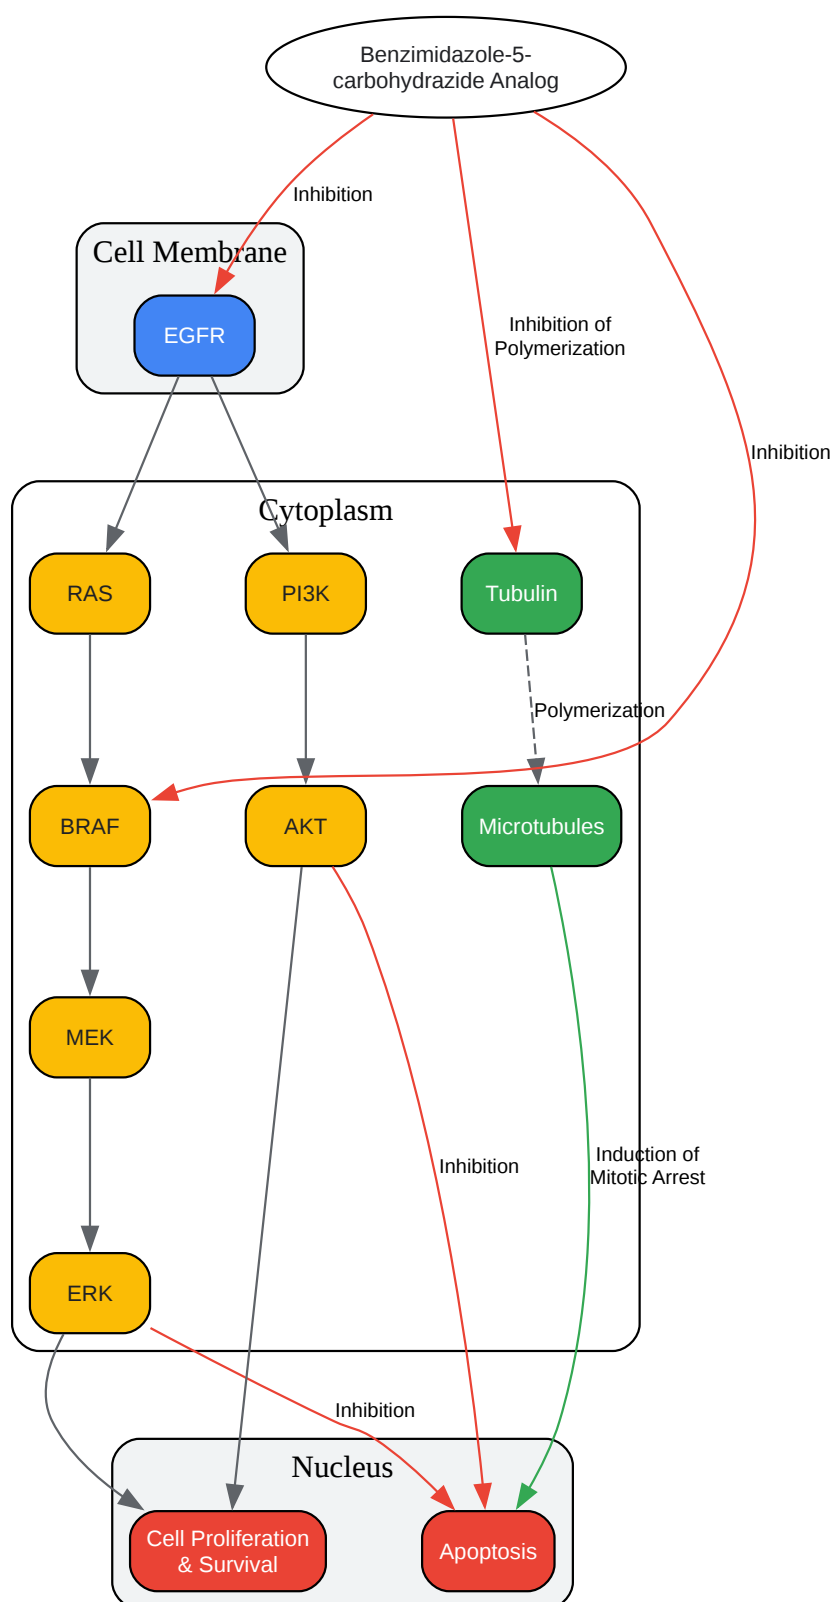 Benzimidazole-5-
carbohydrazide Analog
Inhibition
Cell Membrane
EGFR
Inhibition of
Polymerization
Inhibition
Cytoplasm
RAS
PI3K
Tubulin
Polymerization
BRAF
AKT
Microtubules
MEK
Inhibition
Induction of
Mitotic Arrest
ERK
Inhibition
Nucleus
Cell Proliferation
& Survival
Apoptosis